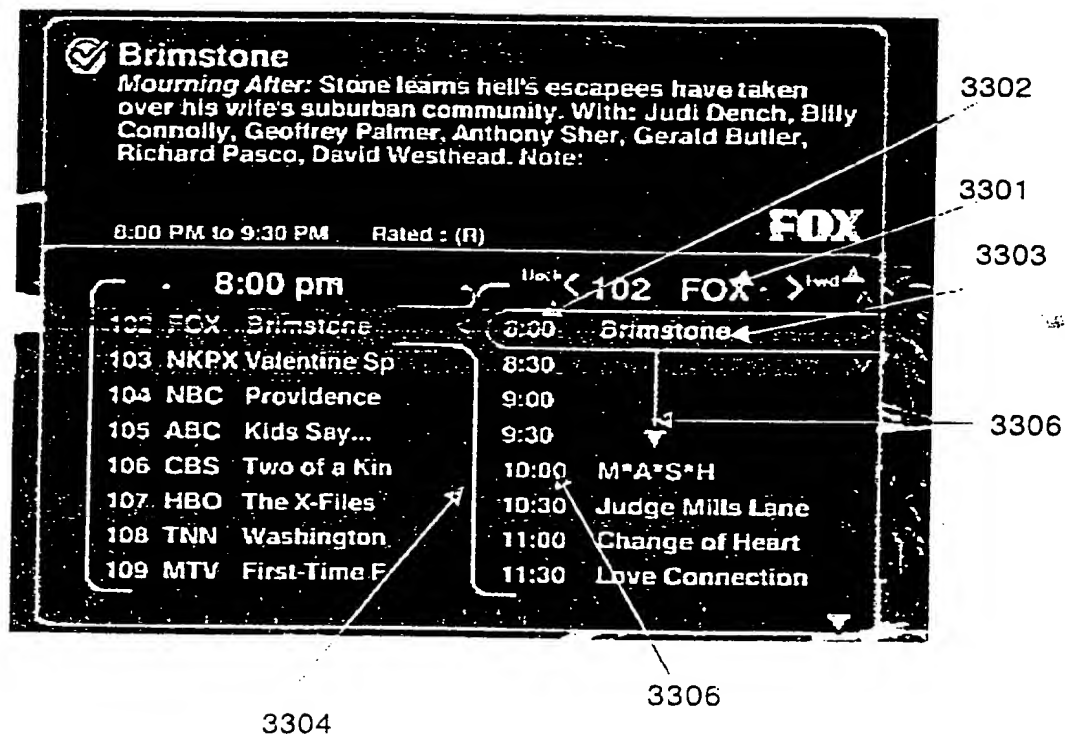 Brimstone
Mourning After: Stone learns hell's escapees have taken
over his wife's suburban community. With: Judi Dench, Billy
Connolly, Geoffrey Palmer, Anthony Sher, Gerald Butler,
Richard Pasco, David Westhead. Note:
8:00 PM to 9:30 PM Rated : (R)
FOX
8:00 pm
102 FOX Brimstone
103 NKPX Valentine Sp
104 NBC Providence
105 ABC Kids Say...
106 CBS Two of a Kin
107 HBO The X-Files
108 TNN Washington
109 MTV First-Time F
< 102 FOX > Fwd
8:00 Brimstone
8:30
9:00
9:30
10:00 M*A*S*H
10:30 Judge Mills Lane
11:00 Change of Heart
11:30 Love Connection
3302
3301
3303
3306
3306
3304